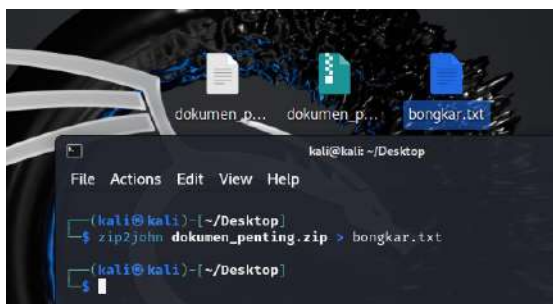 dokumen_p... dokumen_p... bongkar.txt
kali@kali: ~/Desktop
File Actions Edit View Help
┌──(kali㉿kali)-[~/Desktop]
└─$ zip2john dokumen_penting.zip > bongkar.txt
┌──(kali㉿kali)-[~/Desktop]
└─$